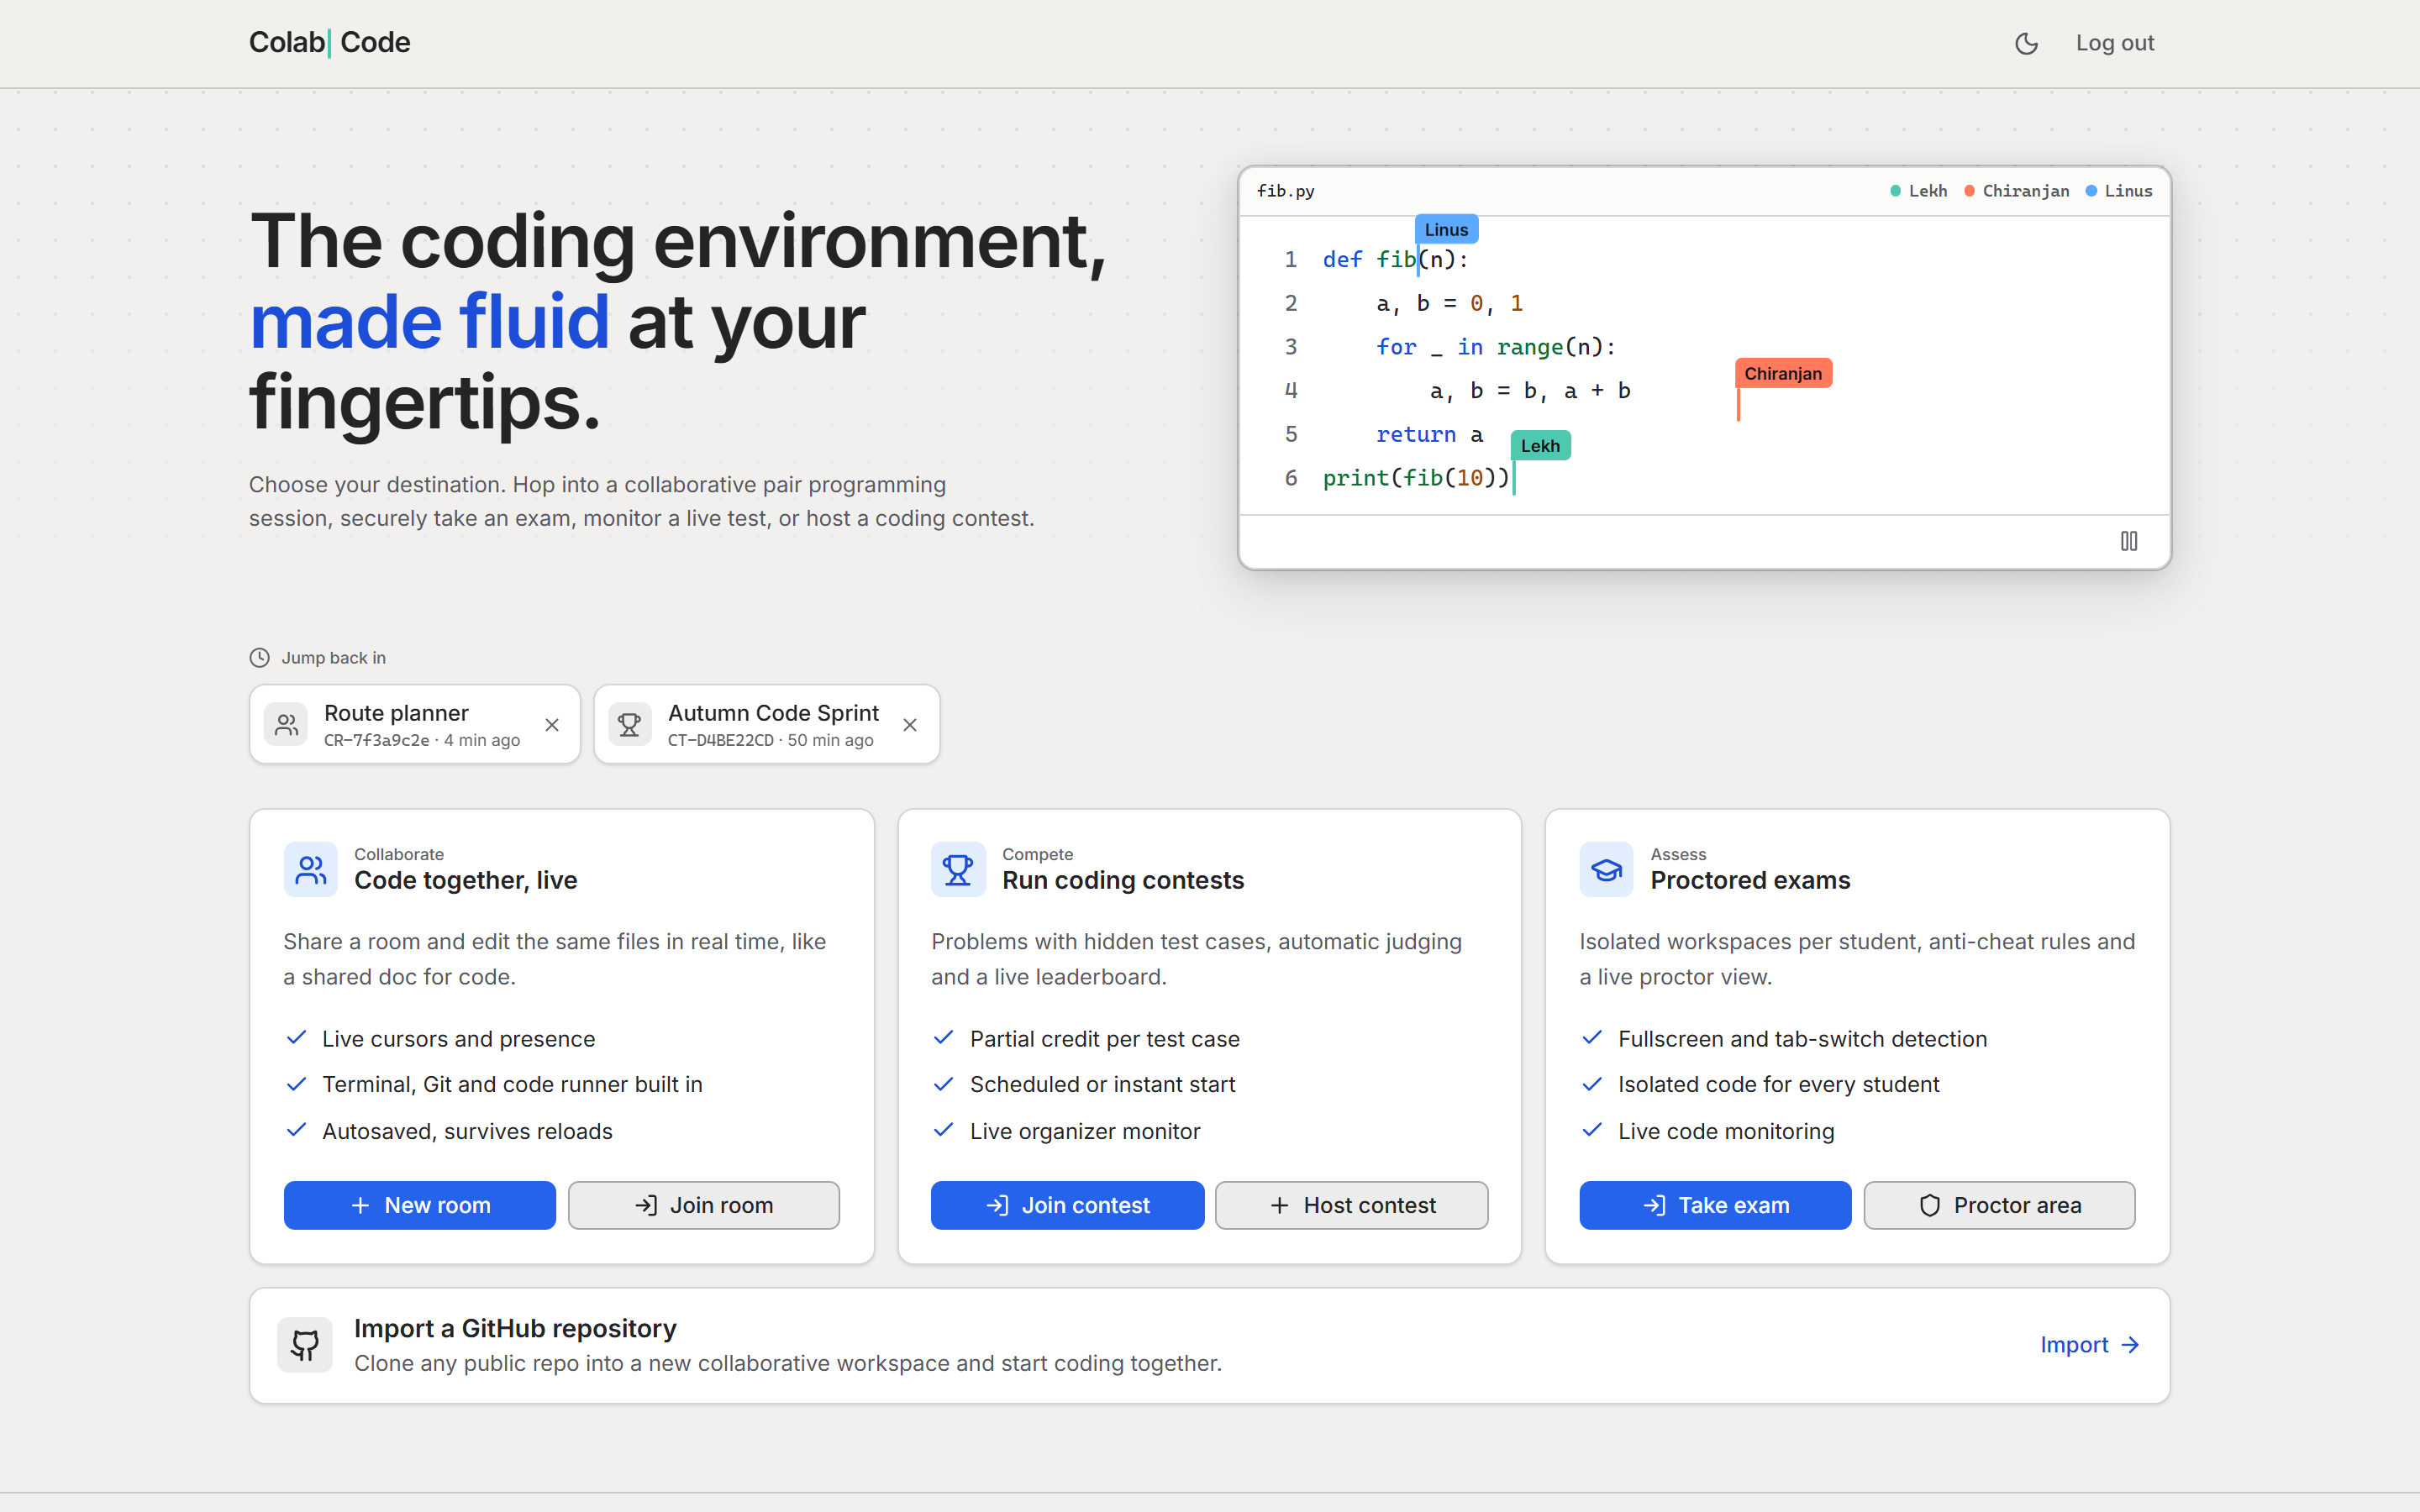 Colab Code
Log out
The coding environment,
made fluid at your
fingertips.
Choose your destination. Hop into a collaborative pair programming
session, securely take an exam, monitor a live test, or host a coding contest.
fib.py
Lekh Chiranjan Linus
Linus
1 def fib(n):
2 a, b = 0, 1
3 for _ in range(n):
Chiranjan
4 a, b = b, a + b
5 return a
Lekh
6 print(fib(10))
Jump back in
Route planner
CR-7f3a9c2e · 4 min ago
Autumn Code Sprint
CT-D4BE22CD · 50 min ago
Collaborate
Code together, live
Share a room and edit the same files in real time, like
a shared doc for code.
Live cursors and presence
Terminal, Git and code runner built in
Autosaved, survives reloads
New room
Join room
Compete
Run coding contests
Problems with hidden test cases, automatic judging
and a live leaderboard.
Partial credit per test case
Scheduled or instant start
Live organizer monitor
Join contest
Host contest
Assess
Proctored exams
Isolated workspaces per student, anti-cheat rules and
a live proctor view.
Fullscreen and tab-switch detection
Isolated code for every student
Live code monitoring
Take exam
Proctor area
Import a GitHub repository
Clone any public repo into a new collaborative workspace and start coding together.
Import